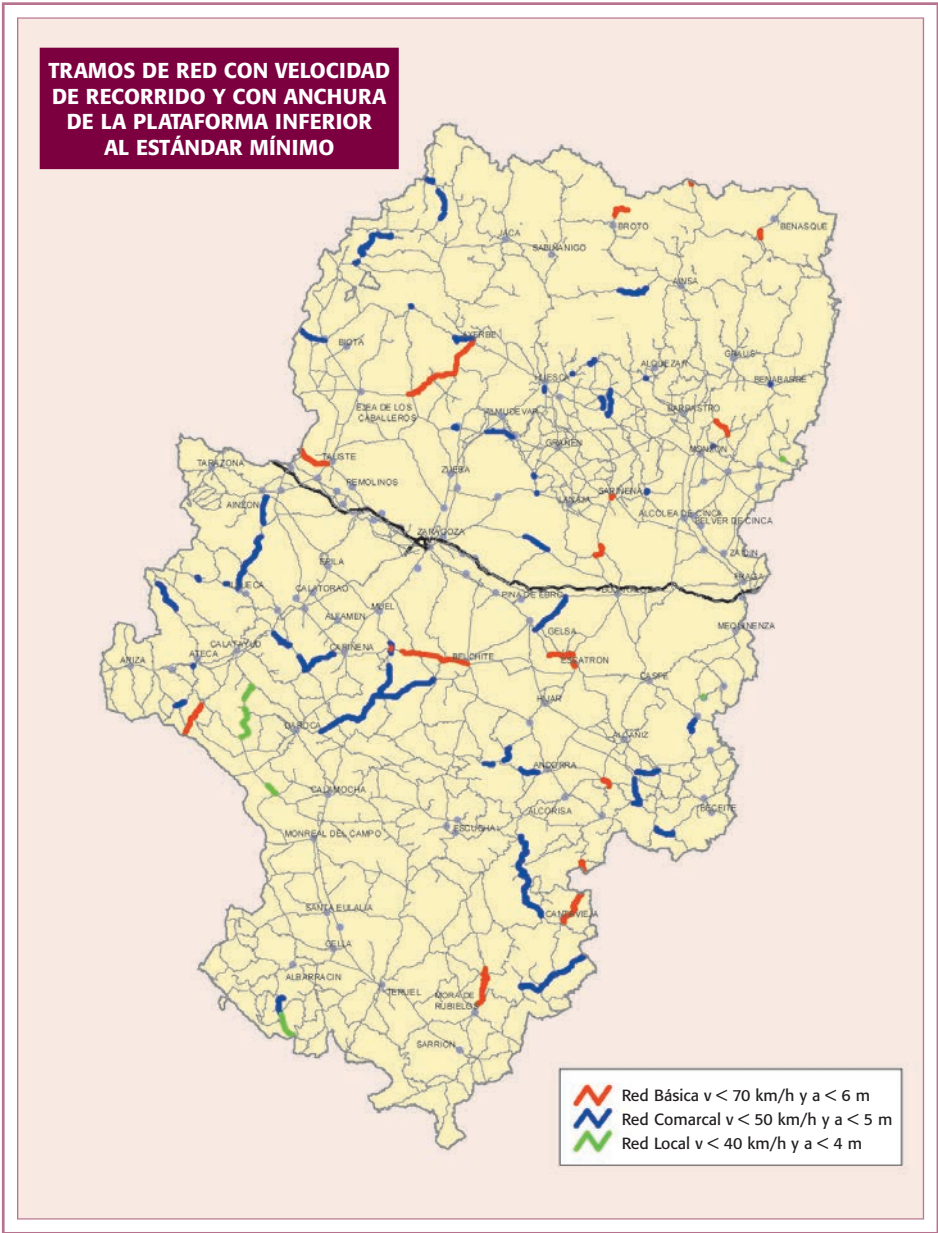 TRAMOS DE RED CON VELOCIDAD
DE RECORRIDO Y CON ANCHURA
DE LA PLATAFORMA INFERIOR
AL ESTÁNDAR MÍNIMO
BENASQUE
BROTO
JACA
SABIÑANIGO
AINSA
AYERBE
BIOTA
GRAUS
ALQUEZAR
HUESCA
BENABARRE
EJEA DE LOS
CABALLEROS
ALMUDEVAR
BARBASTRO
GRAÑEN
MONZON
TAUSTE
TARAZONA
ZUERA
REMOLINOS
SARIÑENA
LANAJA
AINZON
ALCOLEA DE CINCA
BELVER DE CINCA
ZARAGOZA
ZAIDIN
EPILA
FRAGA
CALATORAO
PINA DE EBRO
MUEL
ALFAMEN
GELSA
MEQUINENZA
CALATAYUD
CARIÑENA
ATECA
ARIZA
BELCHITE
ESCATRON
CASPE
HIJAR
DAROCA
ALCAÑIZ
ANDORRA
CALAMOCHA
ALCORISA
BECEITE
ESCUCHA
MONREAL DEL CAMPO
SANTA EULALIA
CANTAVIEJA
CELLA
ALBARRACIN
TERUEL
MORA DE
RUBIELOS
SARRION
Red Básica v < 70 km/h y a < 6 m
Red Comarcal v < 50 km/h y a < 5 m
Red Local v < 40 km/h y a < 4 m